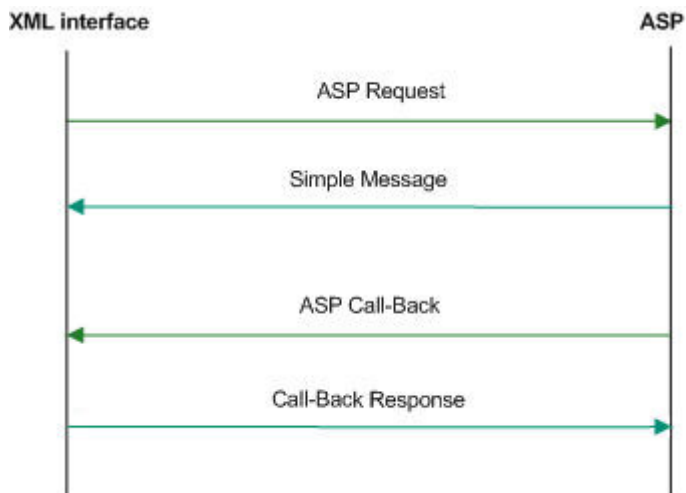 XML interface
ASP
ASP Request
Simple Message
ASP Call-Back
Call-Back Response